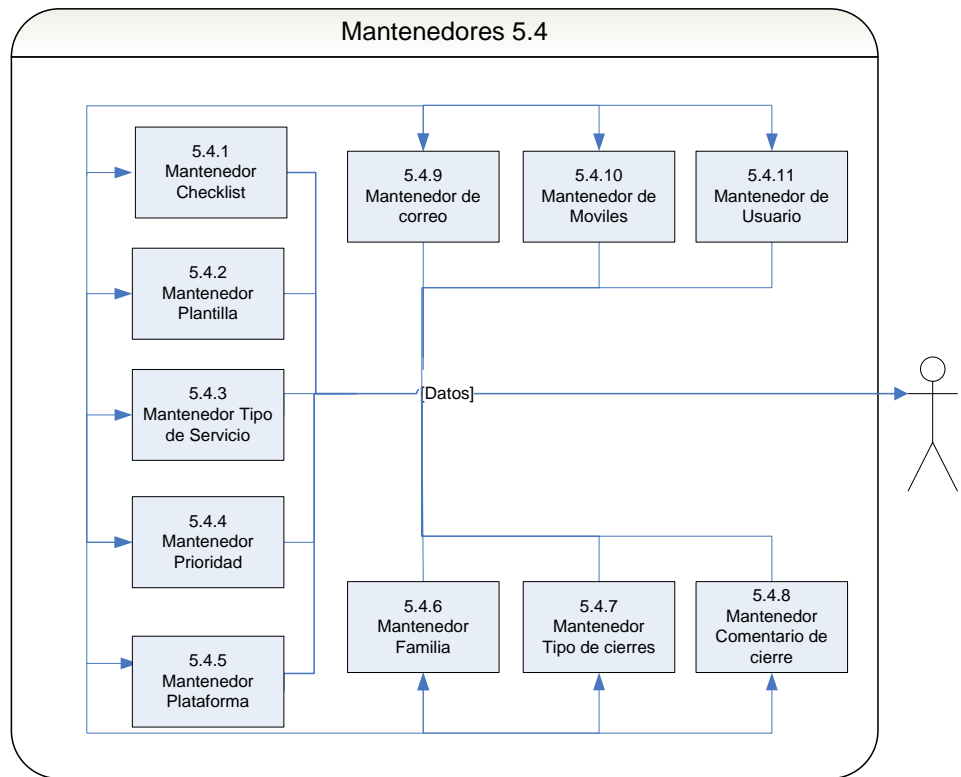 Mantenedores 5.4
5.4.1
Mantenedor
Checklist
5.4.2
Mantenedor
Plantilla
5.4.3
Mantenedor Tipo
de Servicio
5.4.4
Mantenedor
Prioridad
5.4.5
Mantenedor
Plataforma
5.4.9
Mantenedor de
correo
5.4.10
Mantenedor de
Moviles
5.4.11
Mantenedor de
Usuario
[Datos]
5.4.6
Mantenedor
Familia
5.4.7
Mantenedor
Tipo de cierres
5.4.8
Mantenedor
Comentario de
cierre